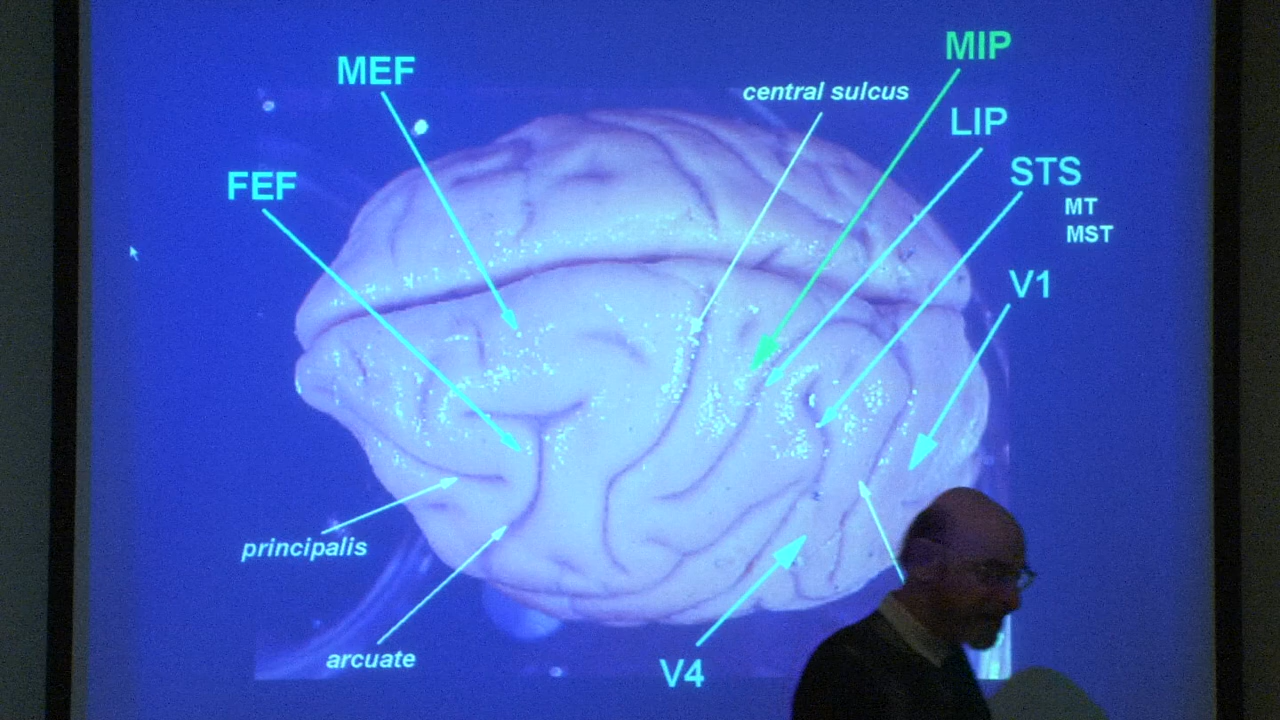 MEF
central sulcus
MIP
LIP
FEF
STS
MT
MST
V1
principalis
arcuate
V4